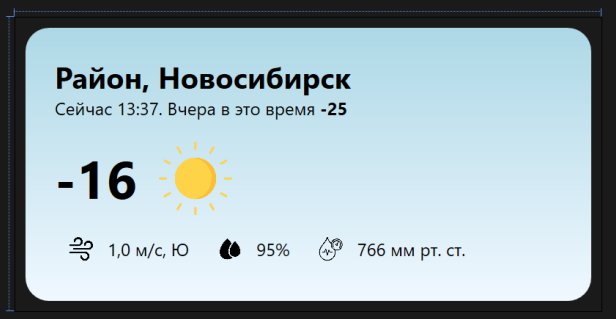 Район, Новосибирск
Сейчас 13:37. Вчера в это время -25
-16
1,0 м/с, Ю 95% 766 мм рт. ст.